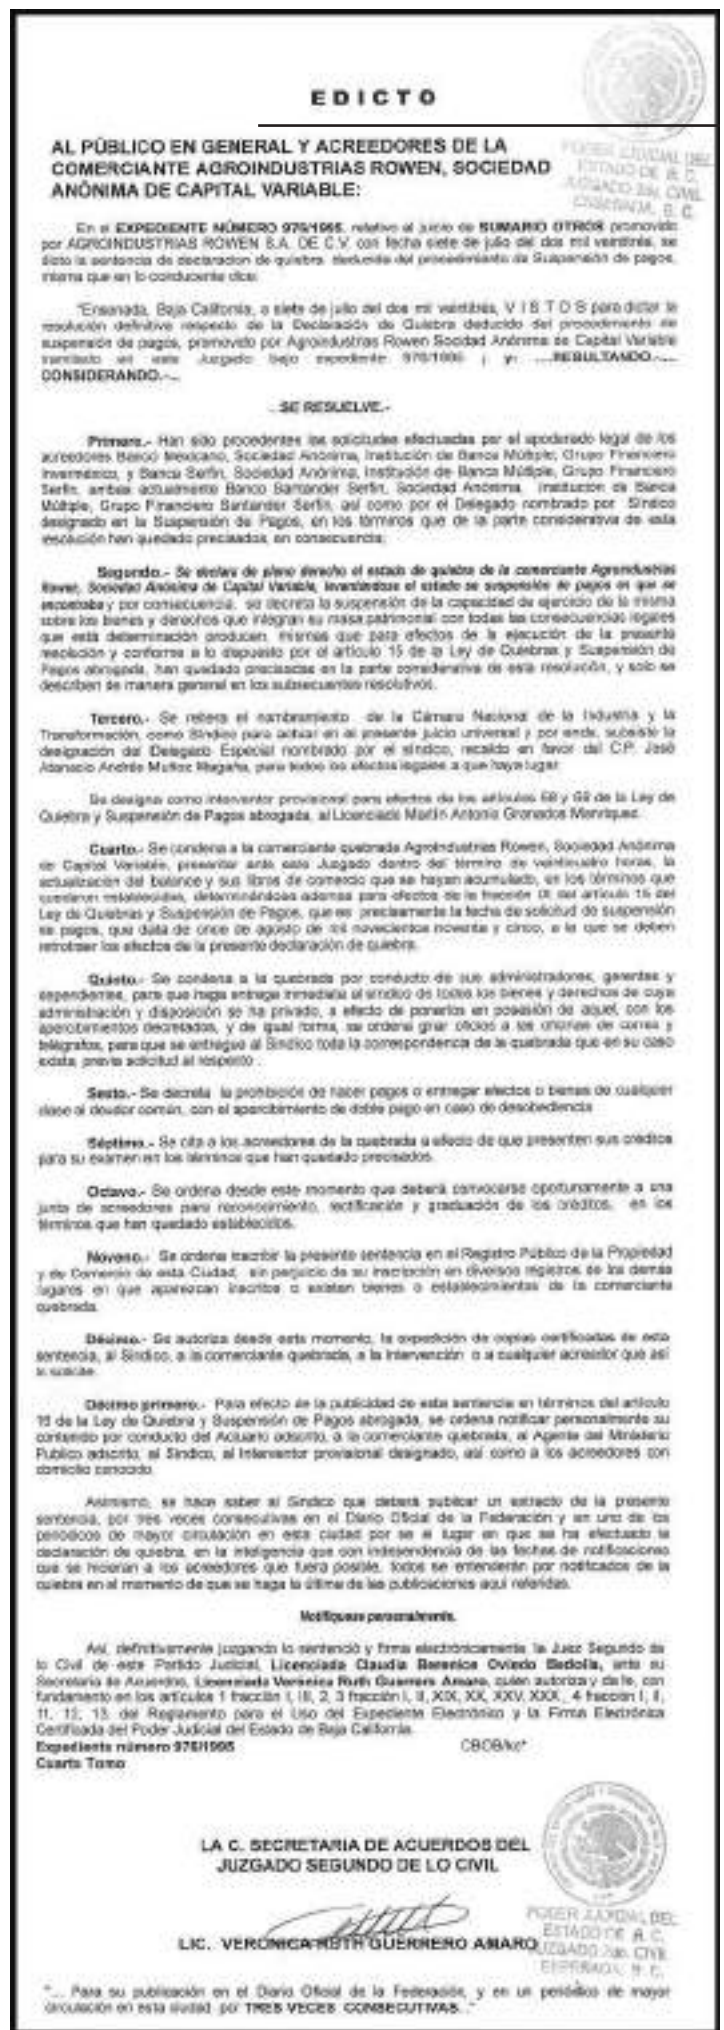 EDICTO
AL PÚBLICO EN GENERAL Y ACREEDORES DE LA
COMERCIANTE AGROINDUSTRIAS ROWEN, SOCIEDAD
ANÓNIMA DE CAPITAL VARIABLE:
PODER JUDICIAL DEL
ESTADO DE B. C.
JUZGADO 2do. CIVIL
ENSENADA, B. C.
En el EXPEDIENTE NÚMERO 976/1995, relativo al juicio de SUMARIO OTROS promovido
por AGROINDUSTRIAS ROWEN S.A. DE C.V. con fecha siete de julio del dos mil veintitrés, se
dicto la sentencia de declaracion de quiebra deducida del procedimiento de Suspensión de pagos,
misma que en lo conducente dice:
"Ensenada, Baja California, a siete de julio del dos mil veintitrés, V I S T O S para dictar la
resolución definitiva respecto de la Declaración de Quiebra deducido del procedimiento de
suspensión de pagos, promovido por Agroindustrias Rowen Socidad Anónima de Capital Variable
tramitado en este Juzgado bajo expediente 976/1995 ; y: ....RESULTANDO.-....
CONSIDERANDO.-...
...SE RESUELVE.-
Primero.- Han sido procedentes las solicitudes efectuadas por el apoderado legal de los
acreedores Banco Mexicano, Sociedad Anónima, Institución de Banca Múltiple, Grupo Financiero
Invermexico, y Banca Serfin, Sociedad Anónima, Institución de Banca Múltiple, Grupo Financiero
Serfin, ambas actualmente Banco Santander Serfin, Sociedad Anónima, Institución de Banca
Múltiple, Grupo Financiero Santander Serfin, así como por el Delegado nombrado por Síndico
designado en la Suspensión de Pagos, en los términos que de la parte considerativa de esta
resolución han quedado precisados, en consecuencia;
Segundo.- Se declara de pleno derecho el estado de quiebra de la comerciante Agroindustrias
Rowen, Sociedad Anónima de Capital Variable, levantándose el estado se suspensión de pagos en que se
encontraba y por consecuencia, se decreta la suspensión de la capacidad de ejercicio de la misma
sobre los bienes y derechos que integran su masa patrimonial con todas las consecuencias legales
que esta determinación producen, mismas que para efectos de la ejecución de la presente
resolución y conforme a lo dispuesto por el artículo 15 de la Ley de Quiebras y Suspensión de
Pagos abrogada, han quedado precisadas en la parte considerativa de esta resolución, y solo se
describen de manera general en los subsecuentes resolutivos.
Tercero.- Se reitera el nombramiento de la Cámara Nacional de la Industria y la
Transformación, como Síndico para actuar en el presente juicio universal y por ende, subsiste la
designación del Delegado Especial nombrado por el síndico, recaído en favor del C.P. José
Atanacio Andrés Muñoz Magaña, para todos los efectos legales a que haya lugar.
Se designa como interventor provisional para efectos de los artículos 58 y 59 de la Ley de
Quiebra y Suspensión de Pagos abrogada, al Licenciado Martín Antonio Granados Manríquez.
Cuarto.- Se condena a la comerciante quebrada Agroindustrias Rowen, Sociedad Anónima
de Capital Variable, presentar ante este Juzgado dentro del término de veinticuatro horas, la
actualización del balance y sus libros de comercio que se hayan acumulado, en los términos que
quedaron establecidos, determinándose además para efectos de la fracción IX del artículo 15 del
Ley de Quiebras y Suspensión de Pagos, que es precisamente la fecha de solicitud de suspensión
de pagos, que data de once de agosto de mil novecientos noventa y cinco, a la que se deben
retrotraer los efectos de la presente declaración de quiebra.
Quinto.- Se condena a la quebrada por conducto de sus administradores, gerentes y
dependientes, para que haga entrega inmediata al síndico de todos los bienes y derechos de cuya
administración y disposición se ha privado, a efecto de ponerlos en posesión de aquel, con los
apercibimientos decretados, y de igual forma, se ordena girar oficios a las oficinas de correo y
telégrafos, para que se entregue al Síndico toda la correspondencia de la quebrada que en su caso
exista, previa solicitud al respecto.
Sexto.- Se decreta la prohibición de hacer pagos o entregar efectos o bienes de cualquier
clase al deudor común, con el apercibimiento de doble pago en caso de desobediencia
Séptimo.- Se cita a los acreedores de la quebrada a efecto de que presenten sus créditos
para su examen en los términos que han quedado precisados.
Octavo.- Se ordena desde este momento que deberá convocarse oportunamente a una
junta de acreedores para reconocimiento, rectificación y graduación de los créditos, en los
términos que han quedado establecidos.
Noveno.- Se ordena inscribir la presente sentencia en el Registro Público de la Propiedad
y de Comercio de esta Ciudad, sin perjuicio de su inscripción en diversos registros de los demás
lugares en que aparezcan inscritos o existan bienes o establecimientos de la comerciante
quebrada.
Décimo.- Se autoriza desde este momento, la expedición de copias certificadas de esta
sentencia, al Síndico, a la comerciante quebrada, a la intervención o a cualquier acreedor que así
lo solicite.
Décimo primero.- Para efecto de la publicidad de esta sentencia en términos del artículo
16 de la Ley de Quiebra y Suspensión de Pagos abrogada, se ordena notificar personalmente su
contenido por conducto del Actuario adscrito, a la comerciante quebrada, al Agente del Ministerio
Publico adscrito, al Síndico, al Interventor provisional designado, así como a los acreedores con
domicilio conocido.
Asimismo, se hace saber al Síndico que deberá publicar un extracto de la presente
sentencia, por tres veces consecutivas en el Diario Oficial de la Federación y en uno de los
periodicos de mayor circulación en esta ciudad por se el lugar en que se ha efectuado la
declaración de quiebra, en la inteligencia que con independencia de las fechas de notificaciones
que se hicieran a los acreedores que fuera posible, todos se entenderán por notificados de la
quiebra en el momento de que se haga la última de las publicaciones aquí referidas.
Notifíquese personalmente.
Así, definitivamente juzgando lo sentenció y firma electrónicamente la Juez Segundo de
lo Civil de este Partido Judicial, Licenciada Claudia Berenice Oviedo Bedolla, ante su
Secretaria de Acuerdos, Licenciada Veronica Ruth Guerrero Amaro, quien autoriza y da fe, con
fundamento en los artículos 1 fracción I, III, 2, 3 fracción I, II, XIX, XX, XXV, XXX, 4 fracción I, II,
11, 12, 13, del Reglamento para el Uso del Expediente Electrónico y la Firma Electrónica
Certificada del Poder Judicial del Estado de Baja California.
Expediente número 976/1995 CBOB/kc*
Cuarto Tomo
LA C. SECRETARIA DE ACUERDOS DEL
JUZGADO SEGUNDO DE LO CIVIL
LIC. VERONICA RUTH GUERRERO AMARO
PODER JUDICIAL DEL
ESTADO DE B. C.
JUZGADO 2do. CIVIL
ENSENADA, B. C.
"... Para su publicación en el Diario Oficial de la Federación, y en un periódico de mayor
circulación en esta ciudad por TRES VECES CONSECUTIVAS..."